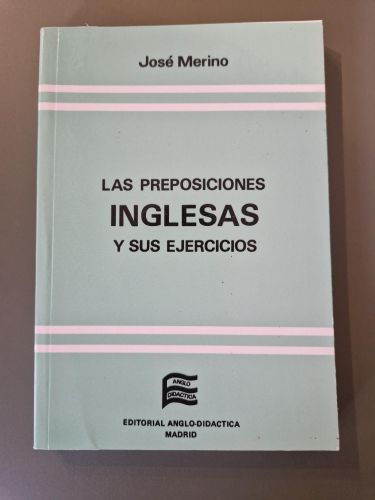 José Merino
LAS PREPOSICIONES
INGLESAS
Y SUS EJERCICIOS
ANGLO
DIDACTICA
EDITORIAL ANGLO-DIDACTICA
MADRID